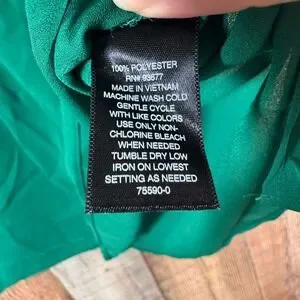 100% POLYESTER
RN# 93677
MADE IN VIETNAM
MACHINE WASH COLD
GENTLE CYCLE
WITH LIKE COLORS
USE ONLY NON-
CHLORINE BLEACH
WHEN NEEDED
TUMBLE DRY LOW
IRON ON LOWEST
SETTING AS NEEDED
75590-0